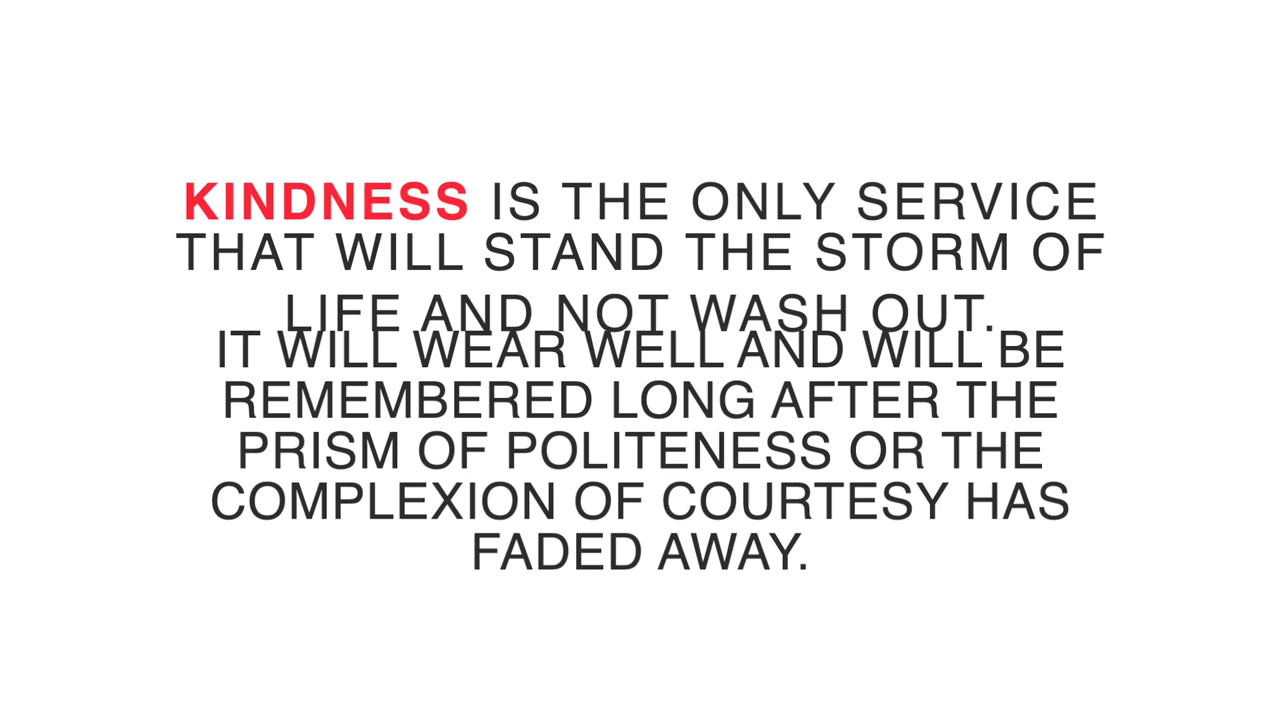 KINDNESS IS THE ONLY SERVICE
THAT WILL STAND THE STORM OF
LIFE AND NOT WASH OUT.
IT WILL WEAR WELL AND WILL BE
REMEMBERED LONG AFTER THE
PRISM OF POLITENESS OR THE
COMPLEXION OF COURTESY HAS
FADED AWAY.